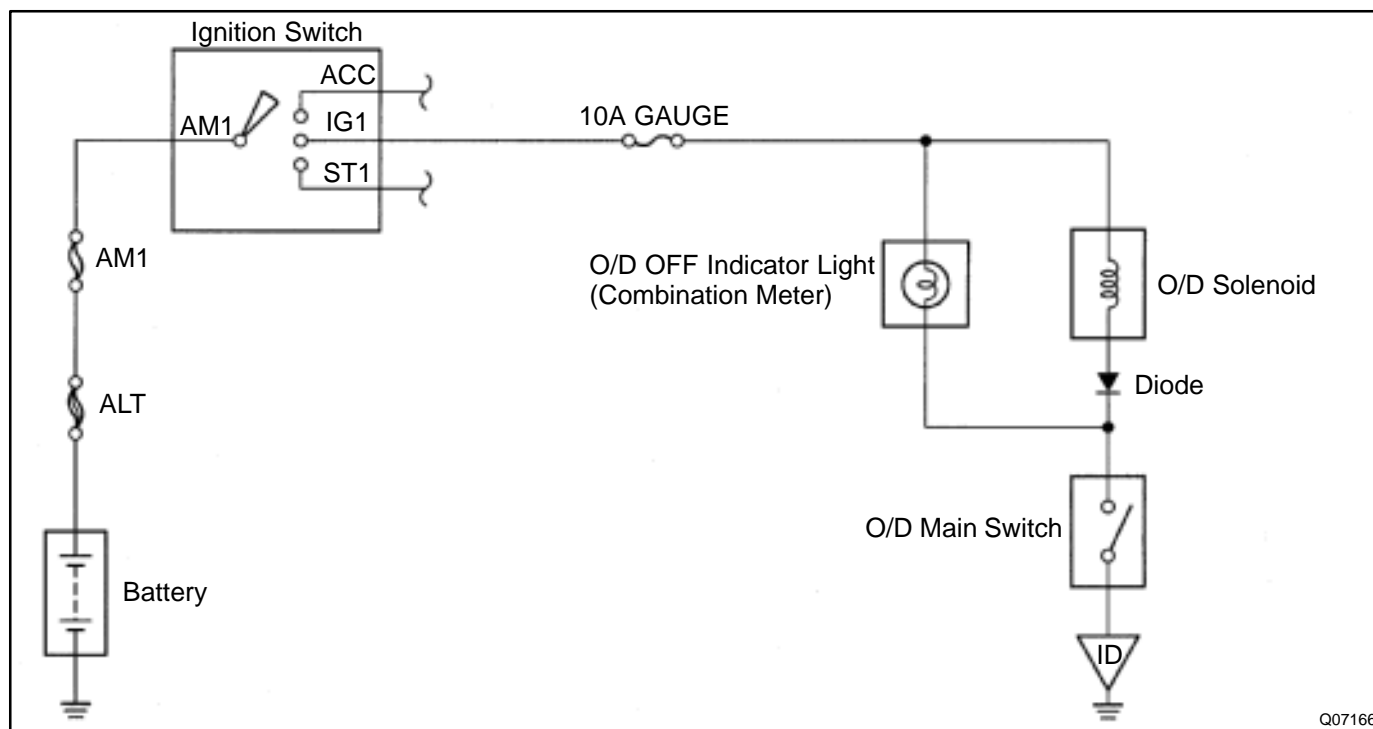 Ignition Switch
ACC
AM1
IG1
ST1
10A GAUGE
AM1
ALT
Battery
O/D OFF Indicator Light
(Combination Meter)
O/D Solenoid
Diode
O/D Main Switch
ID
Q07166